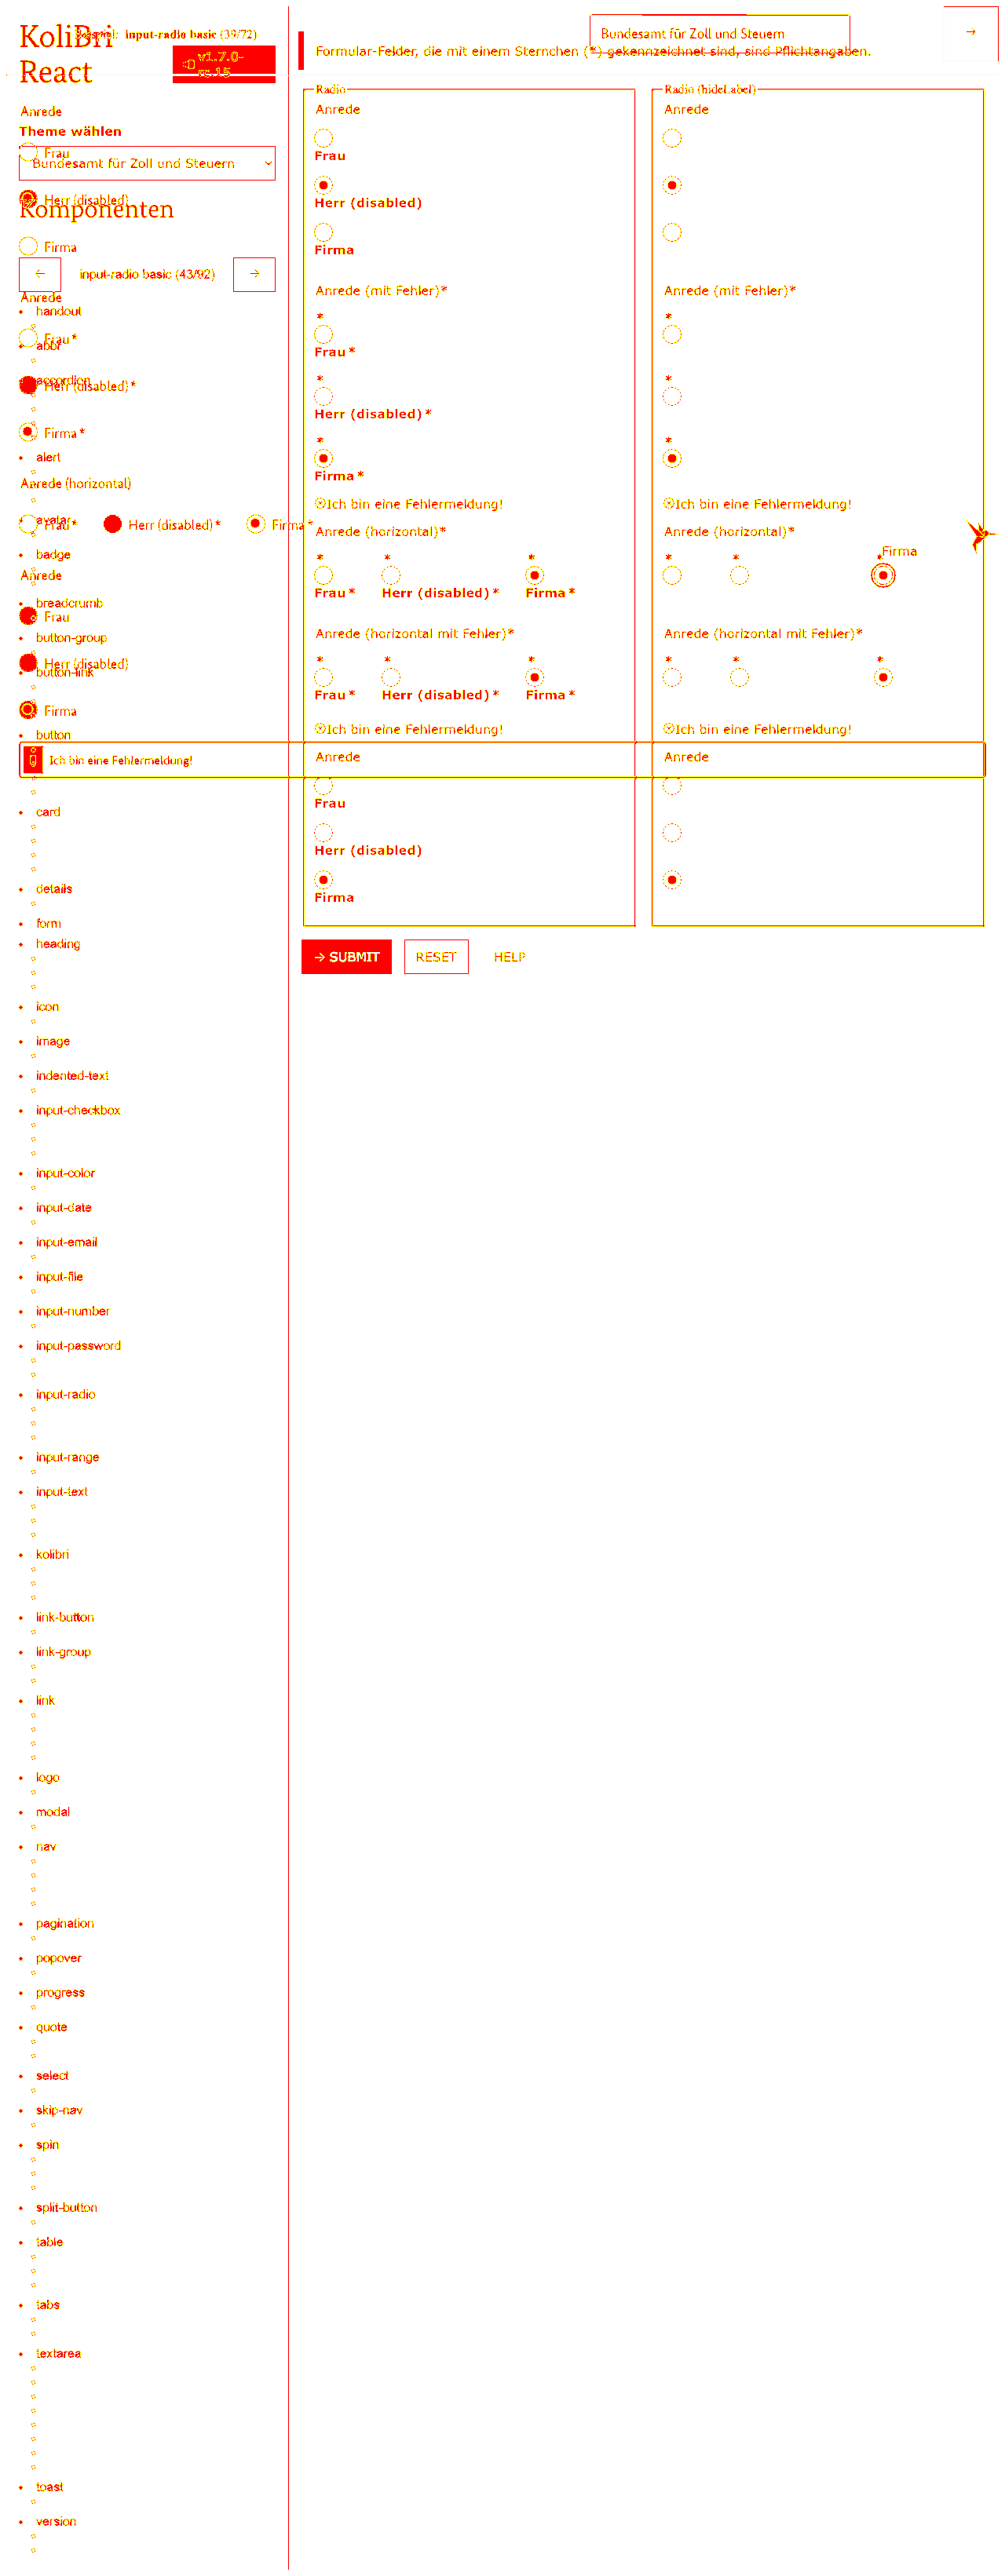 KoliBri
React
Beispiel: input-radio basic (39/72)
v1.7.0-
rc.15
Bundesamt für Zoll und Steuern
→
Formular-Felder, die mit einem Sternchen (*) gekennzeichnet sind, sind Pflichtangaben.
Anrede
Theme wählen
Frau
Bundesamt für Zoll und Steuern
Herr (disabled)
Komponenten
Firma
← input-radio basic (43/92) →
Anrede
handout
Frau *
abbr
accordion
Herr (disabled) *
Firma *
alert
Anrede (horizontal)
avatar
Frau * Herr (disabled) * Firma *
badge
Anrede
breadcrumb
Frau
button-group
Herr (disabled)
button-link
Firma
button
Ich bin eine Fehlermeldung!
card
details
form
heading
icon
image
indented-text
input-checkbox
input-color
input-date
input-email
input-file
input-number
input-password
input-radio
input-range
input-text
kolibri
link-button
link-group
link
logo
modal
nav
pagination
popover
progress
quote
select
skip-nav
spin
split-button
table
tabs
textarea
toast
version
Radio
Anrede
Frau
Herr (disabled)
Firma
Anrede (mit Fehler)*
*
Frau *
*
Herr (disabled) *
*
Firma *
Ich bin eine Fehlermeldung!
Anrede (horizontal)*
* * *
Frau * Herr (disabled) * Firma *
Anrede (horizontal mit Fehler)*
* * *
Frau * Herr (disabled) * Firma *
Ich bin eine Fehlermeldung!
Anrede
Frau
Herr (disabled)
Firma
Radio (hideLabel)
Anrede
Anrede (mit Fehler)*
*
*
*
Ich bin eine Fehlermeldung!
Anrede (horizontal)*
Firma
* * *
Anrede (horizontal mit Fehler)*
* * *
Ich bin eine Fehlermeldung!
Anrede
→ SUBMIT RESET HELP